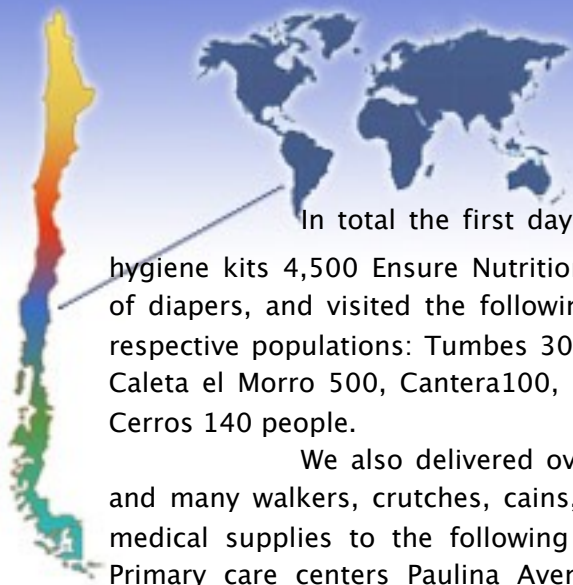 In total the first day
hygiene kits 4,500 Ensure Nutrition
of diapers, and visited the followin
respective populations: Tumbes 30
Caleta el Morro 500, Cantera100,
Cerros 140 people.
We also delivered ov
and many walkers, crutches, cains,
medical supplies to the following
Primary care centers Paulina Aven